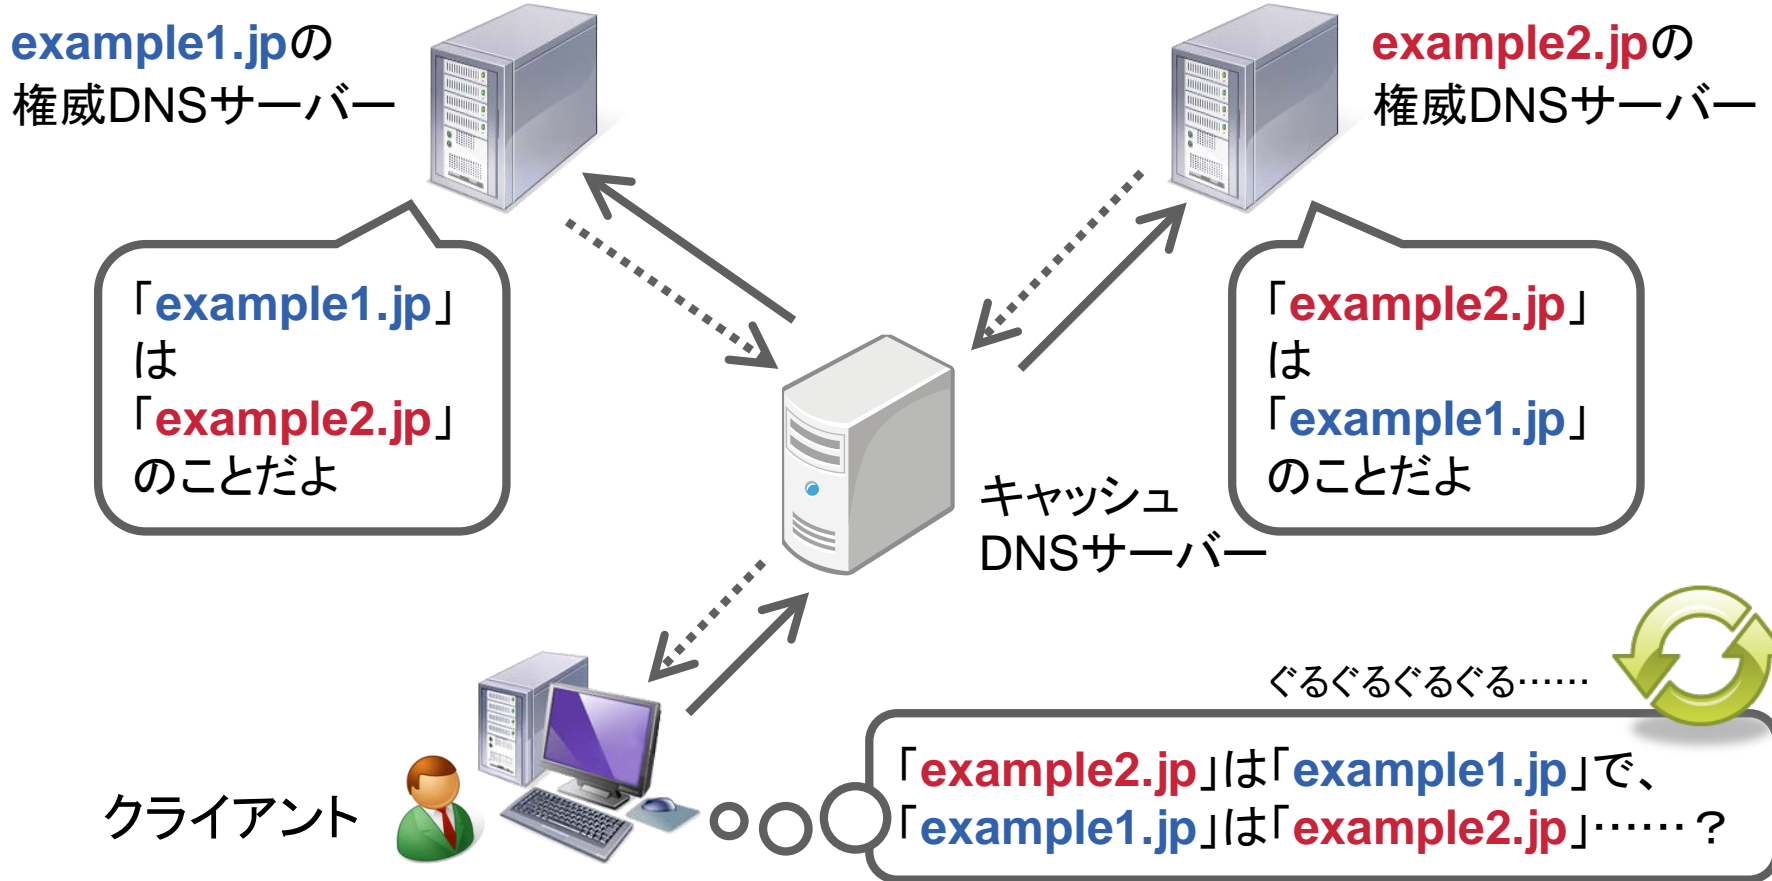 example1.jpの
権威DNSサーバー
example2.jpの
権威DNSサーバー
「example1.jp」
は
「example2.jp」
のことだよ
「example2.jp」
は
「example1.jp」
のことだよ
キャッシュ
DNSサーバー
ぐるぐるぐるぐる……
クライアント
「example2.jp」は「example1.jp」で、
「example1.jp」は「example2.jp」……？